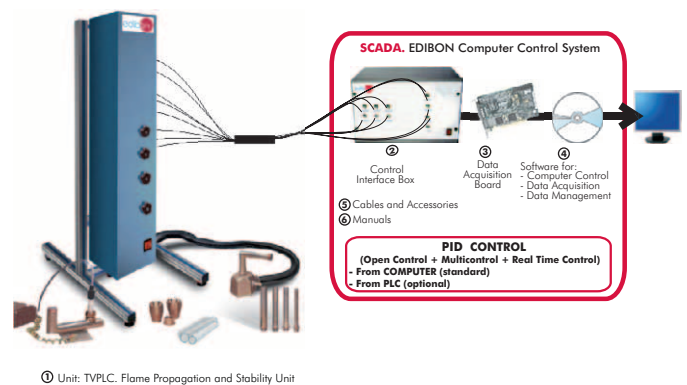 edibon
SCADA. EDIBON Computer Control System
2
Control
Interface Box
3
Data
Acquisition
Board
4
Software for:
- Computer Control
- Data Acquisition
- Data Management
5 Cables and Accessories
6 Manuals
PID CONTROL
(Open Control + Multicontrol + Real Time Control)
- From COMPUTER (standard)
- From PLC (optional)
1 Unit: TVPLC. Flame Propagation and Stability Unit